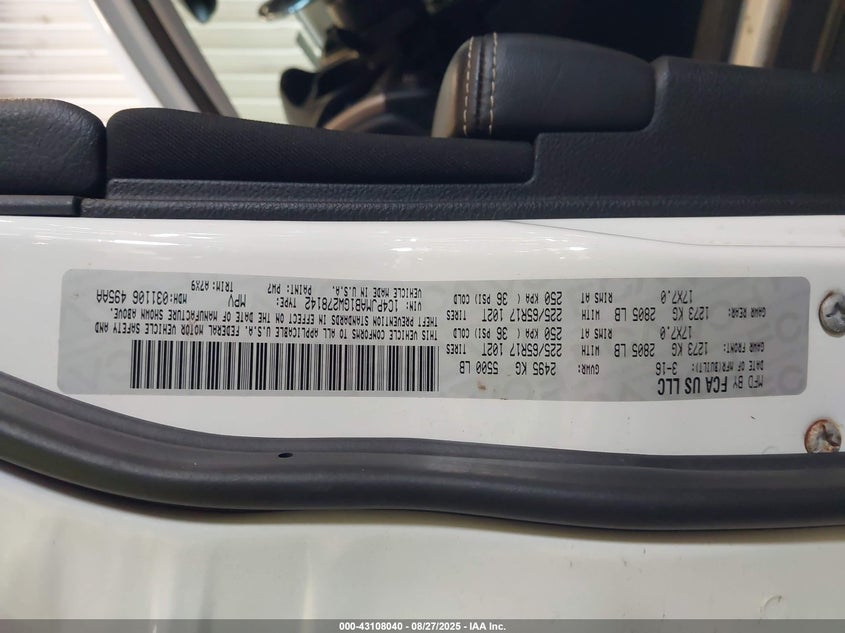 MFD BY FCA US LLC
DATE OF MFR(BUILT): 3-16 GVWR: 2495 KG 5500 LB
GAWR FRONT: 1273 KG 2805 LB WITH 225/65R17 102T TIRES
17X7.0 RIMS AT 250 KPA ( 36 PSI) COLD
GAWR REAR: 1273 KG 2805 LB WITH 225/65R17 102T TIRES
17X7.0 RIMS AT 250 KPA ( 36 PSI) COLD
THIS VEHICLE CONFORMS TO ALL APPLICABLE U.S.A. FEDERAL MOTOR VEHICLE SAFETY AND
THEFT PREVENTION STANDARDS IN EFFECT ON THE DATE OF MANUFACTURE SHOWN ABOVE.
VIN: 1C4PJMAB1GW278142 TYPE: MPV MDH:031106 495AA
VEHICLE MADE IN U.S.A. PAINT: PW7 TRIM:A7X9
000-43108040 - 08/27/2025 - IAA Inc.